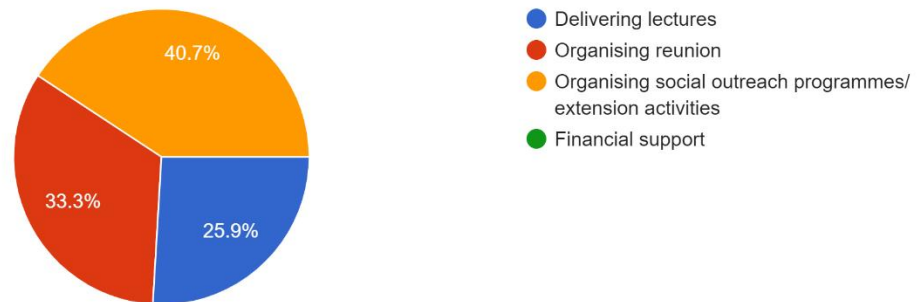 Delivering lectures
Organising reunion
Organising social outreach programmes/
extension activities
Financial support
40.7%
33.3%
25.9%